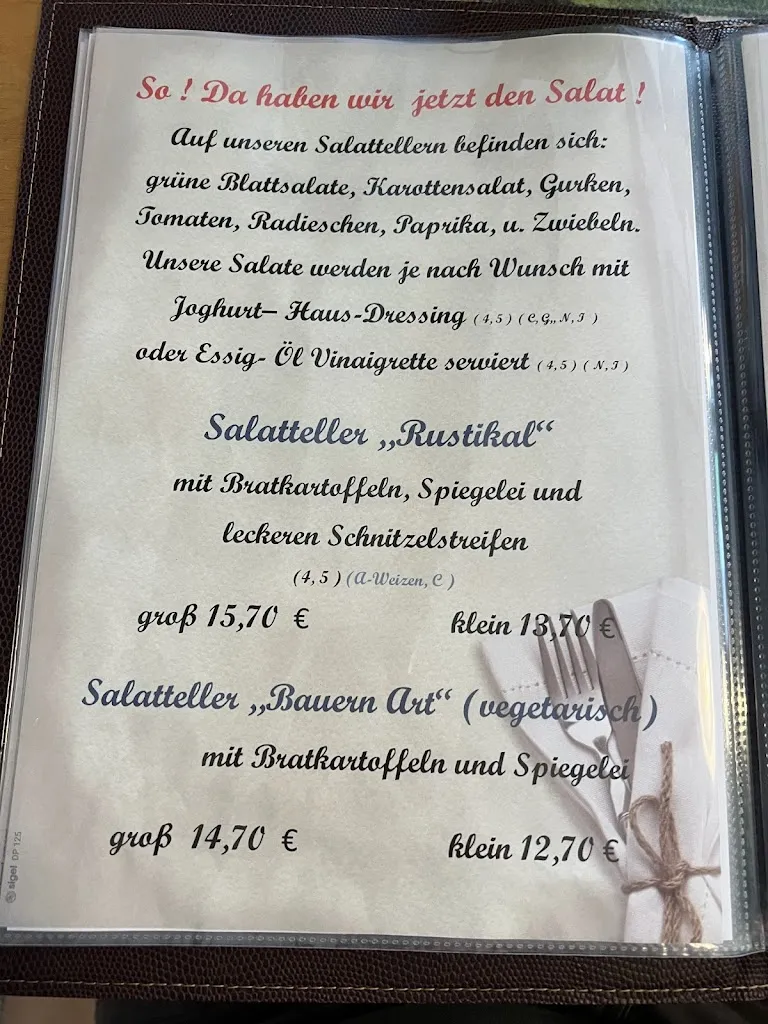 So ! Da haben wir jetzt den Salat !
Auf unseren Salattellern befinden sich:
grüne Blattsalate, Karottensalat, Gurken,
Tomaten, Radieschen, Paprika, u. Zwiebeln.
Unsere Salate werden je nach Wunsch mit
Joghurt– Haus-Dressing (4,5) (C,G,,N,J )
oder Essig- Öl Vinaigrette serviert (4,5) ( N,J)
Salatteller „Rustikal“
mit Bratkartoffeln, Spiegelei und
leckeren Schnitzelstreifen
(4,5 ) (A-Weizen, C )
groß 15,70 € klein 13,70 €
Salatteller „Bauern Art“ (vegetarisch)
mit Bratkartoffeln und Spiegelei
groß 14,70 € klein 12,70 €
sigel DP 125